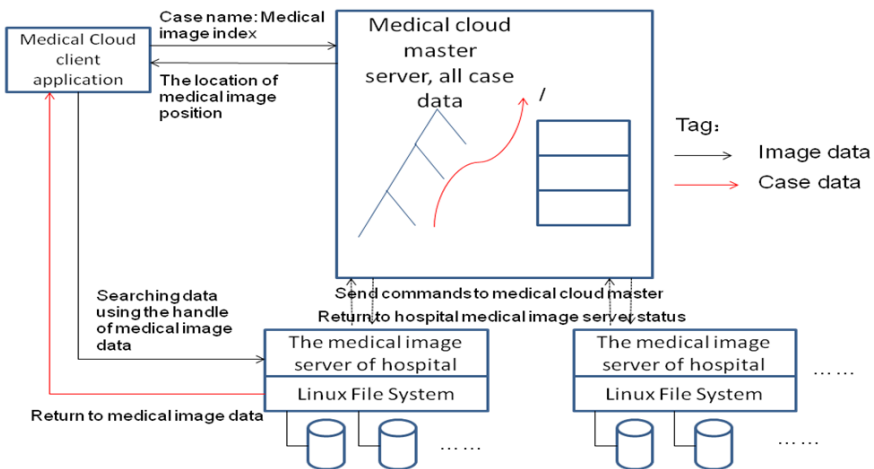 Medical Cloud
client
application
Case name: Medical
image index
The location of
medical image
position
Medical cloud
master
server, all case
data
/
Tag:
Image data
Case data
Searching data
using the handle
of medical image
data
Send commands to medical cloud master
Return to hospital medical image server status
The medical image
server of hospital
Linux File System
The medical image
server of hospital
Linux File System
... ...
Return to medical image data
... ...
... ...